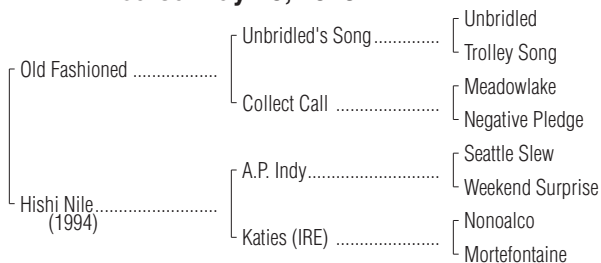 Unbridled
Unbridled's Song..............
Trolley Song
Old Fashioned ..................
Meadowlake
Collect Call ......................
Negative Pledge
Seattle Slew
A.P. Indy............................
Weekend Surprise
Hishi Nile..........................
(1994)
Nonoalco
Katies (IRE) ......................
Mortefontaine